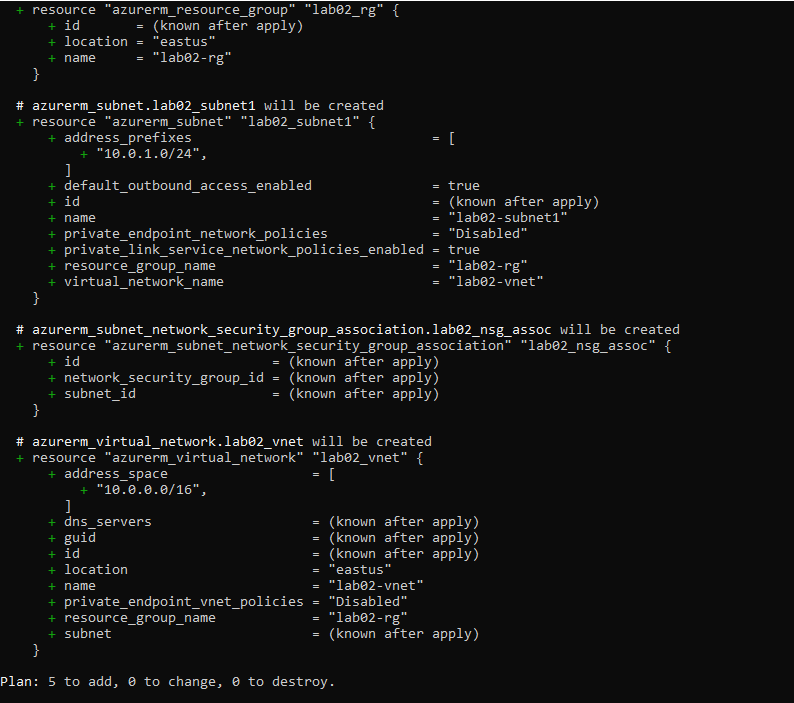 + resource "azurerm_resource_group" "lab02_rg" {
+ id = (known after apply)
+ location = "eastus"
+ name = "lab02-rg"
}
# azurerm_subnet.lab02_subnet1 will be created
+ resource "azurerm_subnet" "lab02_subnet1" {
+ address_prefixes = [
+ "10.0.1.0/24",
]
+ default_outbound_access_enabled = true
+ id = (known after apply)
+ name = "lab02-subnet1"
+ private_endpoint_network_policies = "Disabled"
+ private_link_service_network_policies_enabled = true
+ resource_group_name = "lab02-rg"
+ virtual_network_name = "lab02-vnet"
}
# azurerm_subnet_network_security_group_association.lab02_nsg_assoc will be created
+ resource "azurerm_subnet_network_security_group_association" "lab02_nsg_assoc" {
+ id = (known after apply)
+ network_security_group_id = (known after apply)
+ subnet_id = (known after apply)
}
# azurerm_virtual_network.lab02_vnet will be created
+ resource "azurerm_virtual_network" "lab02_vnet" {
+ address_space = [
+ "10.0.0.0/16",
]
+ dns_servers = (known after apply)
+ guid = (known after apply)
+ id = (known after apply)
+ location = "eastus"
+ name = "lab02-vnet"
+ private_endpoint_vnet_policies = "Disabled"
+ resource_group_name = "lab02-rg"
+ subnet = (known after apply)
}
Plan: 5 to add, 0 to change, 0 to destroy.